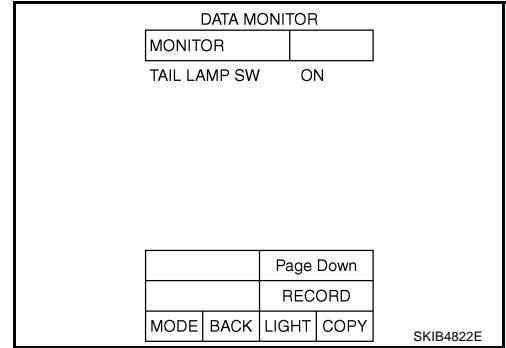 DATA MONITOR
MONITOR
TAIL LAMP SW ON
Page Down
RECORD
MODE BACK LIGHT COPY
SKIB4822E